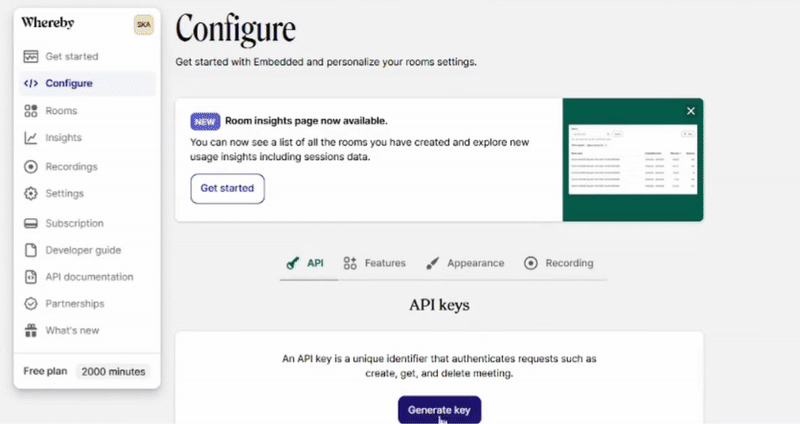 Whereby
SKA
Get started
Configure
Rooms
Insights
Recordings
Settings
Subscription
Developer guide
API documentation
Partnerships
What's new
Free plan
2000 minutes
Configure
Get started with Embedded and personalize your rooms settings.
NEW
Room insights page now available.
You can now see a list of all the rooms you have created and explore new
usage insights including sessions data.
Get started
API
Features
Appearance
Recording
API keys
An API key is a unique identifier that authenticates requests such as
create, get, and delete meeting.
Generate key